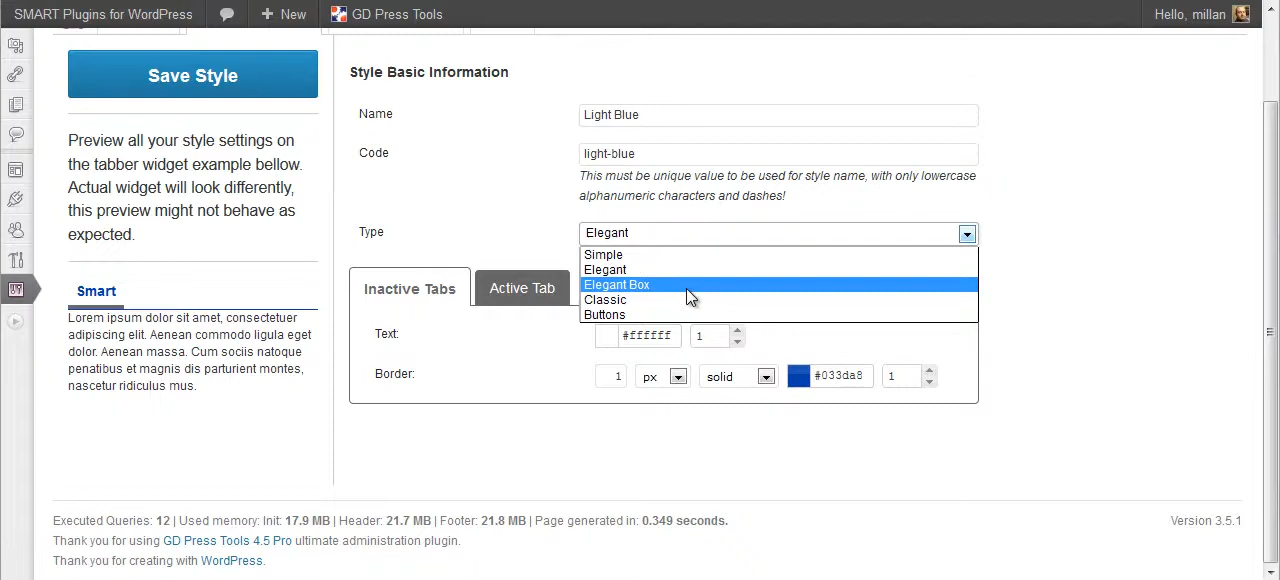 SMART Plugins for WordPress New GD Press Tools Hello, millan
Save Style
Preview all your style settings on
the tabber widget example bellow.
Actual widget will look differently,
this preview might not behave as
expected.
Smart
Lorem ipsum dolor sit amet, consectetur
adipiscing elit. Aenean commodo ligula eget
dolor. Aenean massa. Cum sociis natoque
penatibus et magnis dis parturient montes,
nascetur ridiculus mus.
Style Basic Information
Name Light Blue
Code light-blue
This must be unique value to be used for style name, with only lowercase
alphanumeric characters and dashes!
Type Elegant
Simple
Elegant
Elegant Box
Classic
Buttons
Inactive Tabs Active Tab
Text: #ffffff 1
Border: 1 px solid #033da8 1
Executed Queries: 12 | Used memory: Init: 17.9 MB | Header: 21.7 MB | Footer: 21.8 MB | Page generated in: 0.349 seconds. Version 3.5.1
Thank you for using GD Press Tools 4.5 Pro ultimate administration plugin.
Thank you for creating with WordPress.